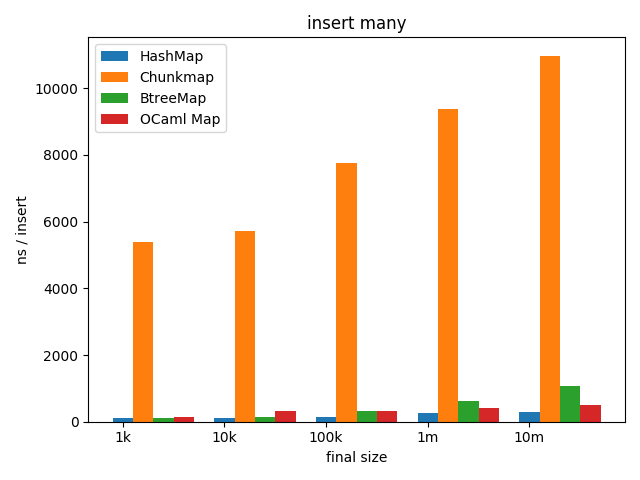 insert many
HashMap
Chunkmap
BtreeMap
OCaml Map
10000
8000
6000
4000
2000
0
ns / insert
1k 10k 100k 1m 10m
final size